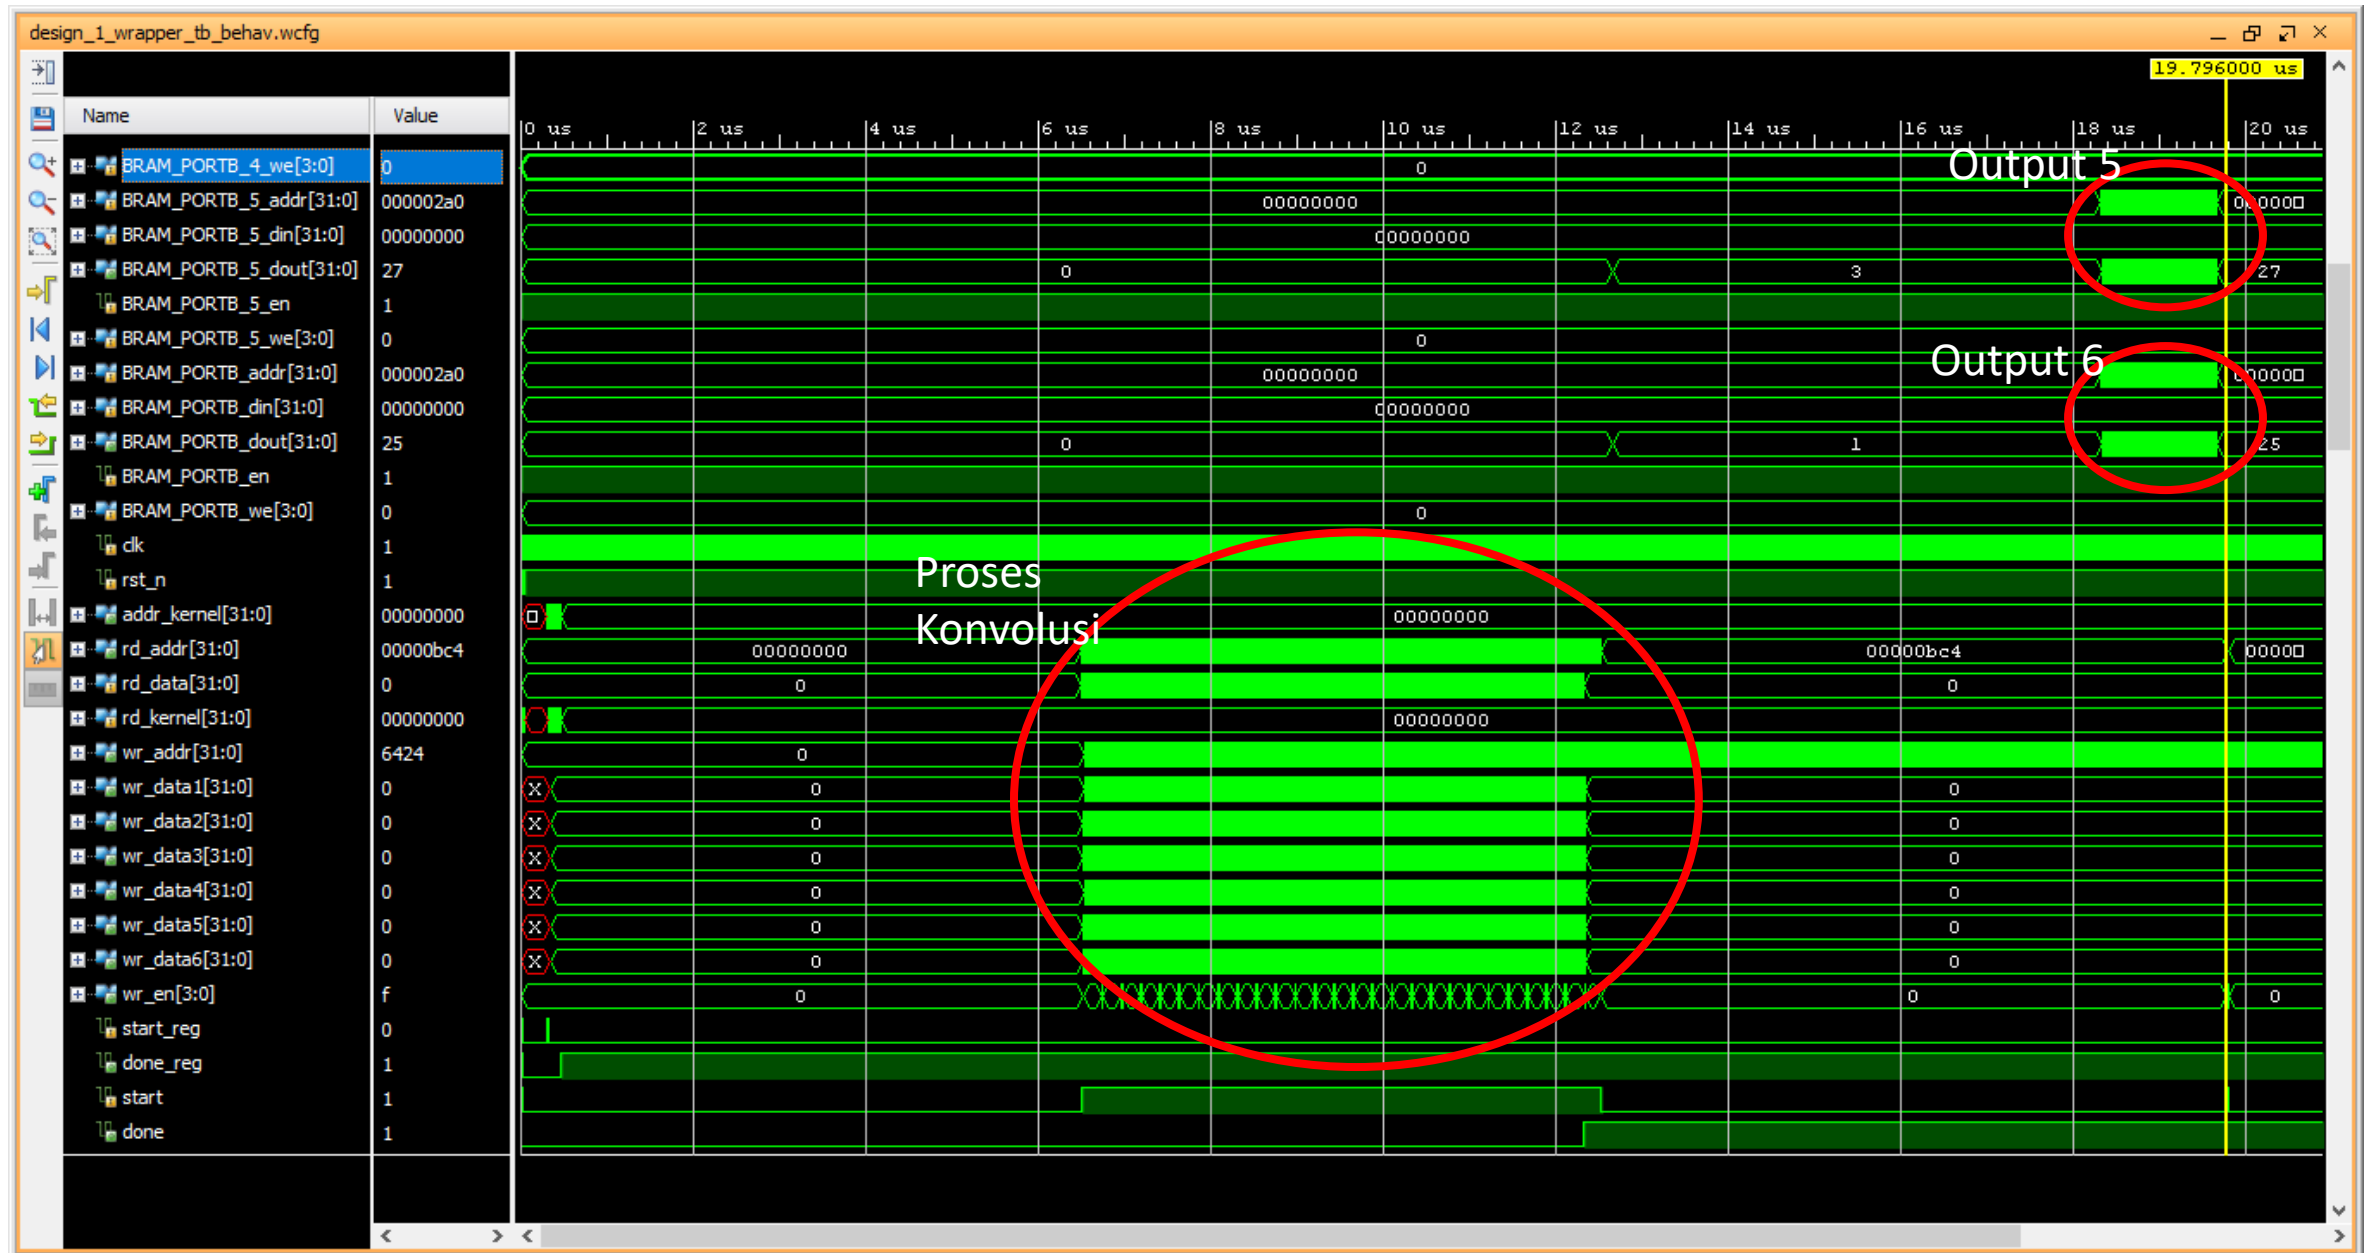 design_1_wrapper_tb_behav.wcfg
19.796000 us
Name Value 0 us 2 us 4 us 6 us 8 us 10 us 12 us 14 us 16 us 18 us 20 us
BRAM_PORTB_4_we[3:0] 0 0
Output 5
BRAM_PORTB_5_addr[31:0] 000002a0 00000000 00000
BRAM_PORTB_5_din[31:0] 00000000 00000000
BRAM_PORTB_5_dout[31:0] 27 0 3 27
BRAM_PORTB_5_en 1
BRAM_PORTB_5_we[3:0] 0 0
Output 6
BRAM_PORTB_addr[31:0] 000002a0 00000000 00000
BRAM_PORTB_din[31:0] 00000000 00000000
BRAM_PORTB_dout[31:0] 25 0 1 25
BRAM_PORTB_en 1
BRAM_PORTB_we[3:0] 0 0
clk 1
Proses
Konvolusi
rst_n 1
addr_kernel[31:0] 00000000 00000000
rd_addr[31:0] 00000bc4 00000000 00000bc4 0000
rd_data[31:0] 0 0 0
rd_kernel[31:0] 00000000 00000000
wr_addr[31:0] 6424 0
wr_data1[31:0] 0 X 0 0
wr_data2[31:0] 0 X 0 0
wr_data3[31:0] 0 X 0 0
wr_data4[31:0] 0 X 0 0
wr_data5[31:0] 0 X 0 0
wr_data6[31:0] 0 X 0 0
wr_en[3:0] f 0 0 0
start_reg 0
done_reg 1
start 1
done 1